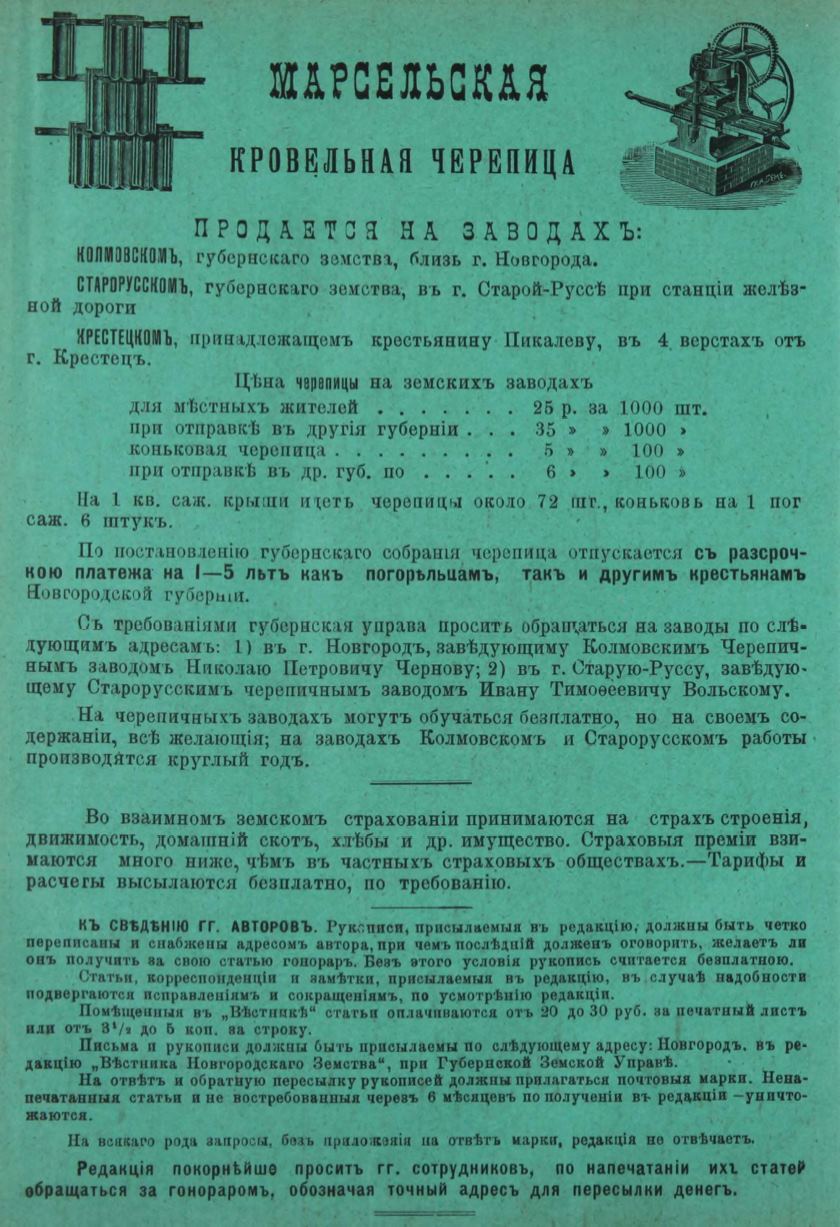 МАРСЕЛЬСКАЯ
КРОВЕЛЬНАЯ ЧЕРЕПИЦА
ПРОДАЕТСЯ НА ЗАВОДАХЪ:
КОЛМОВСКОМЪ, губернскаго земства, близь г. Новгорода.
СТАРОРУССКОМЪ, губернскаго земства, въ г. Старой-Руссѣ при станціи желѣз-
ной дороги
КРЕСТЕЦКОМЪ, принадлежащемъ крестьянину Пикалеву, въ 4 верстахъ отъ
г. Крестецъ.
Цѣна черепицы на земскихъ заводахъ
для мѣстныхъ жителей . . . . . . . 25 р. за 1000 шт.
при отправкѣ въ другія губерніи . . . 35 » » 1000 »
коньковая черепица . . . . . . . . . 5 » » 100 »
при отправкѣ въ др. губ. по . . . . . 6 » » 100 »
На 1 кв. саж. крыши идетъ черепицы около 72 шт., коньковъ на 1 пог
саж. 6 штукъ.
По постановленію губернскаго собранія черепица отпускается съ разсроч-
кою платежа на 1—5 лѣтъ какъ погорѣльцамъ, такъ и другимъ крестьянамъ
Новгородской губерніи.
Съ требованіями губернская управа проситъ обращаться на заводы по слѣ-
дующимъ адресамъ: 1) въ г. Новгородъ, завѣдующему Колмовскимъ Черепич-
нымъ заводомъ Николаю Петровичу Чернову; 2) въ г. Старую-Руссу, завѣдую-
щему Старорусскимъ черепичнымъ заводомъ Ивану Тимоѳеевичу Вольскому.
На черепичныхъ заводахъ могутъ обучаться безплатно, но на своемъ со-
держаніи, всѣ желающія; на заводахъ Колмовскомъ и Старорусскомъ работы
производятся круглый годъ.
Во взаимномъ земскомъ страхованіи принимаются на страхъ строенія,
движимость, домашній скотъ, хлѣбы и др. имущество. Страховыя преміи взи-
маются много ниже, чѣмъ въ частныхъ страховыхъ обществахъ.—Тарифы и
расчеты высылаются безплатно, по требованію.
КЪ СВѢДѢНІЮ ГГ. АВТОРОВЪ. Рукописи, присылаемыя въ редакцію, должны быть четко
переписаны и снабжены адресомъ автора, при чемъ послѣдній долженъ оговорить, желаетъ ли
онъ получить за свою статью гонораръ. Безъ этого условія рукопись считается безплатною.
Статьи, корреспонденціи и замѣтки, присылаемыя въ редакцію, въ случаѣ надобности
подвергаются исправленіямъ и сокращеніямъ, по усмотрѣнію редакціи.
Помѣщенныя въ „Вѣстникѣ“ статьи оплачиваются отъ 20 до 30 руб. за печатный листъ
или отъ 3¹/₂ до 5 коп. за строку.
Письма и рукописи должны быть присылаемы по слѣдующему адресу: Новгородъ. въ ре-
дакцію „Вѣстника Новгородскаго Земства“, при Губернской Земской Управѣ.
На отвѣтъ и обратную пересылку рукописей должны прилагаться почтовыя марки. Нена-
печатанныя статьи и не востребованныя черезъ 6 мѣсяцевъ по полученіи въ редакціи —уничто-
жаются.
На всякаго рода запросы, безъ приложенія на отвѣтъ марки, редакція не отвѣчаетъ.
Редакція покорнѣйше проситъ гг. сотрудниковъ, по напечатаніи ихъ статей
обращаться за гонораромъ, обозначая точный адресъ для пересылки денегъ.